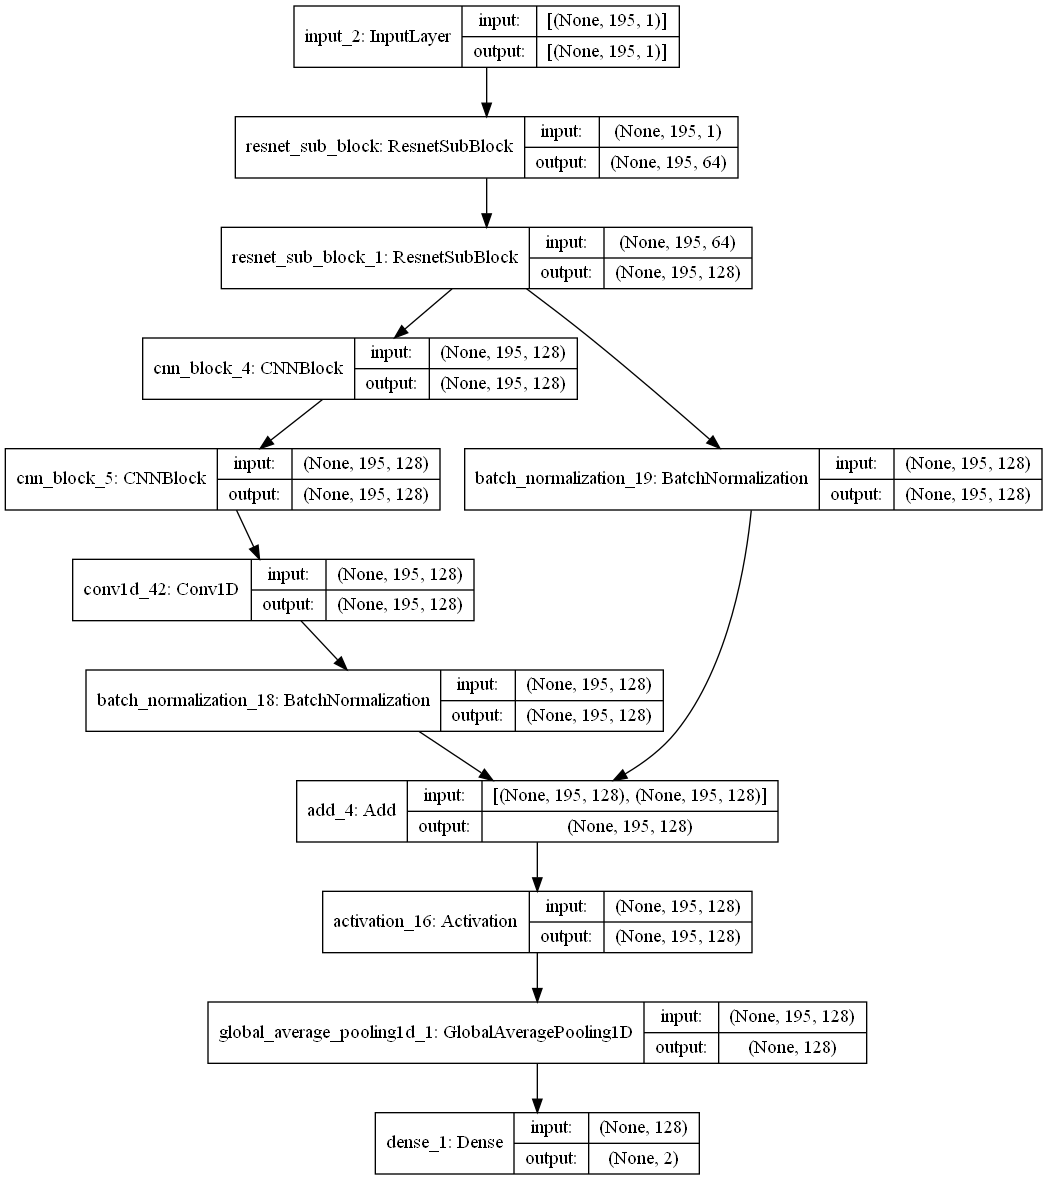 input_2: InputLayer
input: [(None, 195, 1)]
output: [(None, 195, 1)]
resnet_sub_block: ResnetSubBlock
input: (None, 195, 1)
output: (None, 195, 64)
resnet_sub_block_1: ResnetSubBlock
input: (None, 195, 64)
output: (None, 195, 128)
cnn_block_4: CNNBlock
input: (None, 195, 128)
output: (None, 195, 128)
cnn_block_5: CNNBlock
input: (None, 195, 128)
output: (None, 195, 128)
batch_normalization_19: BatchNormalization
input: (None, 195, 128)
output: (None, 195, 128)
conv1d_42: Conv1D
input: (None, 195, 128)
output: (None, 195, 128)
batch_normalization_18: BatchNormalization
input: (None, 195, 128)
output: (None, 195, 128)
add_4: Add
input: [(None, 195, 128), (None, 195, 128)]
output: (None, 195, 128)
activation_16: Activation
input: (None, 195, 128)
output: (None, 195, 128)
global_average_pooling1d_1: GlobalAveragePooling1D
input: (None, 195, 128)
output: (None, 128)
dense_1: Dense
input: (None, 128)
output: (None, 2)